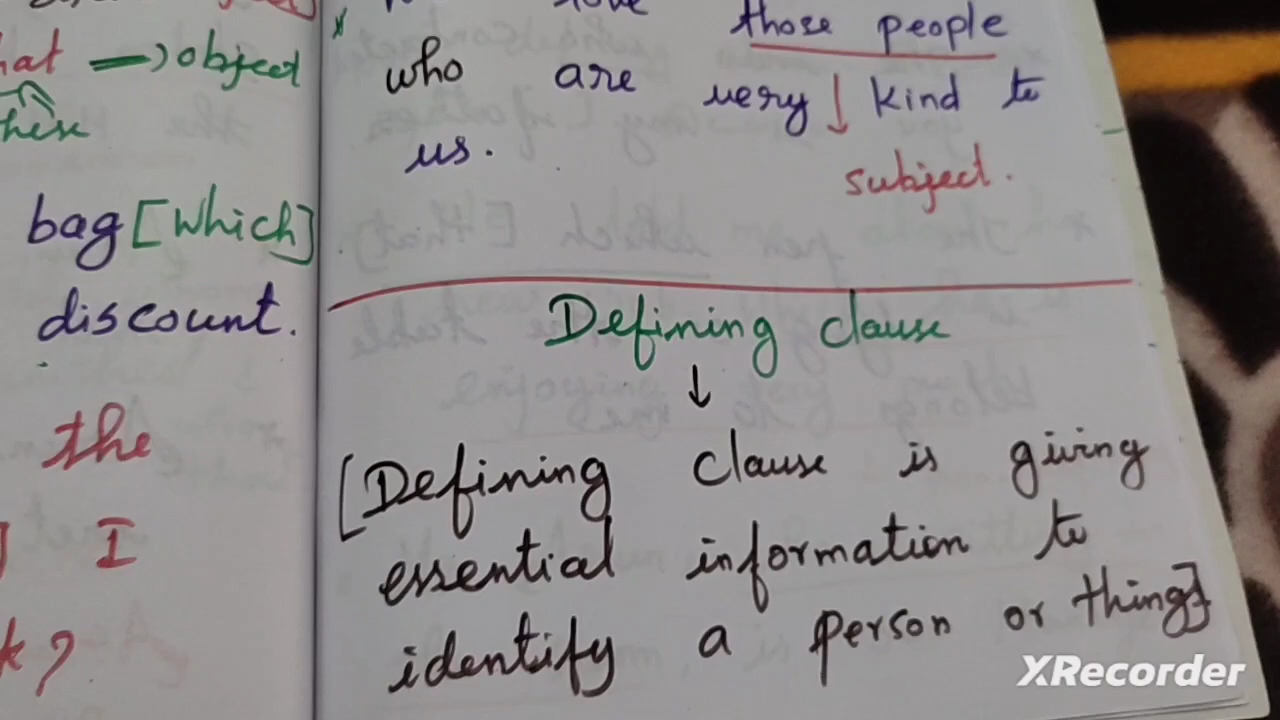 hat → object
these
bag [which]
discount.
the
I
k?
love those people
who are very kind to
us.
subject.
Defining clause
↓
[Defining clause is giving
essential information to
identify a person or thing]
XRecorder